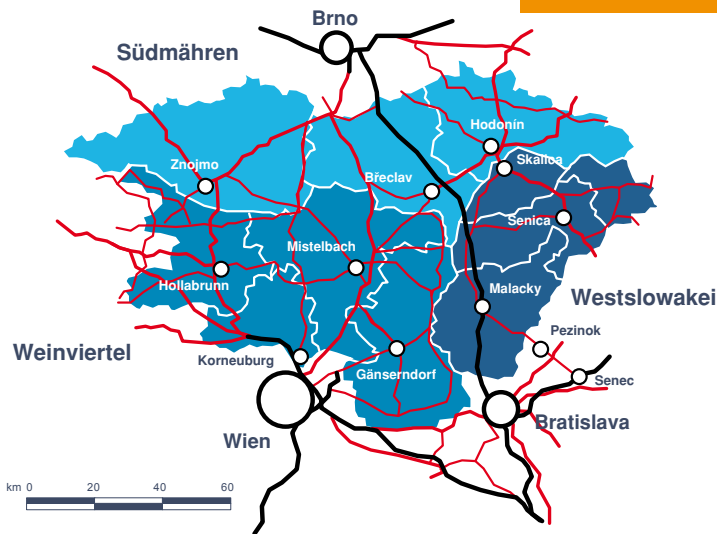 Brno
Südmähren
Hodonín
Skalica
Znojmo
Břeclav
Senica
Mistelbach
Hollabrunn
Malacky
Westslowakei
Pezinok
Weinviertel
Korneuburg
Gänserndorf
Senec
Wien
Bratislava
km 0 20 40 60